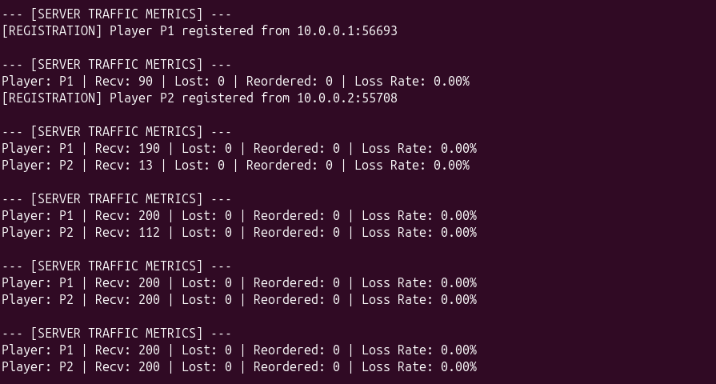 --- [SERVER TRAFFIC METRICS] ---
[REGISTRATION] Player P1 registered from 10.0.0.1:56693
--- [SERVER TRAFFIC METRICS] ---
Player: P1 | Recv: 90 | Lost: 0 | Reordered: 0 | Loss Rate: 0.00%
[REGISTRATION] Player P2 registered from 10.0.0.2:55708
--- [SERVER TRAFFIC METRICS] ---
Player: P1 | Recv: 190 | Lost: 0 | Reordered: 0 | Loss Rate: 0.00%
Player: P2 | Recv: 13 | Lost: 0 | Reordered: 0 | Loss Rate: 0.00%
--- [SERVER TRAFFIC METRICS] ---
Player: P1 | Recv: 200 | Lost: 0 | Reordered: 0 | Loss Rate: 0.00%
Player: P2 | Recv: 112 | Lost: 0 | Reordered: 0 | Loss Rate: 0.00%
--- [SERVER TRAFFIC METRICS] ---
Player: P1 | Recv: 200 | Lost: 0 | Reordered: 0 | Loss Rate: 0.00%
Player: P2 | Recv: 200 | Lost: 0 | Reordered: 0 | Loss Rate: 0.00%
--- [SERVER TRAFFIC METRICS] ---
Player: P1 | Recv: 200 | Lost: 0 | Reordered: 0 | Loss Rate: 0.00%
Player: P2 | Recv: 200 | Lost: 0 | Reordered: 0 | Loss Rate: 0.00%